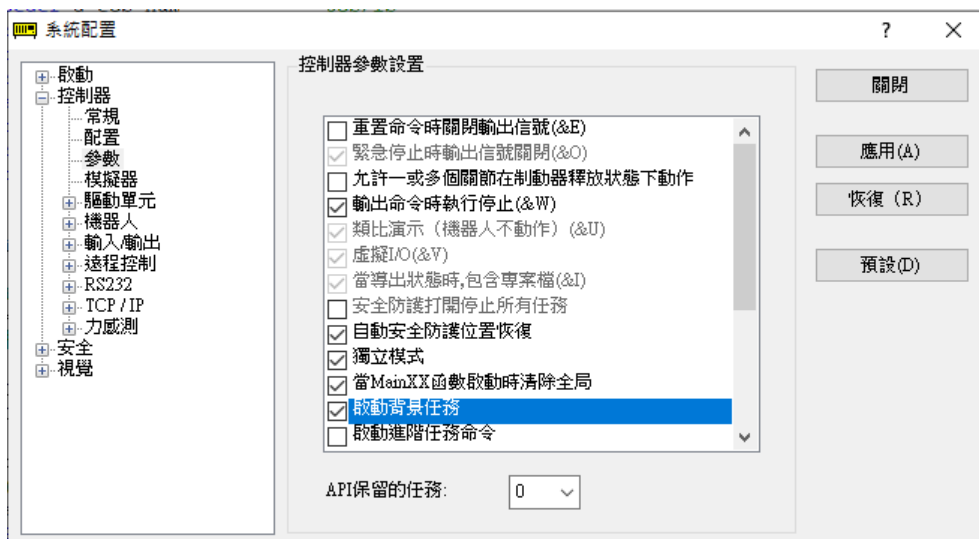 系統配置
?
啟動
控制器
常規
配置
參數
模擬器
驅動單元
機器人
輸入/輸出
遠程控制
RS232
TCP / IP
力感測
安全
視覺
控制器參數設置
重置命令時關閉輸出信號(&E)
緊急停止時輸出信號關閉(&O)
允許一或多個關節在制動器釋放狀態下動作
輸出命令時執行停止(&W)
類比演示（機器人不動作）(&U)
虛擬I/O(&V)
當導出狀態時,包含專案檔(&I)
安全防護打開停止所有任務
自動安全防護位置恢復
獨立模式
當MainXX函數啟動時清除全局
啟動背景任務
啟動進階任務命令
API保留的任務:
0
關閉
應用(A)
恢復（R）
預設(D)